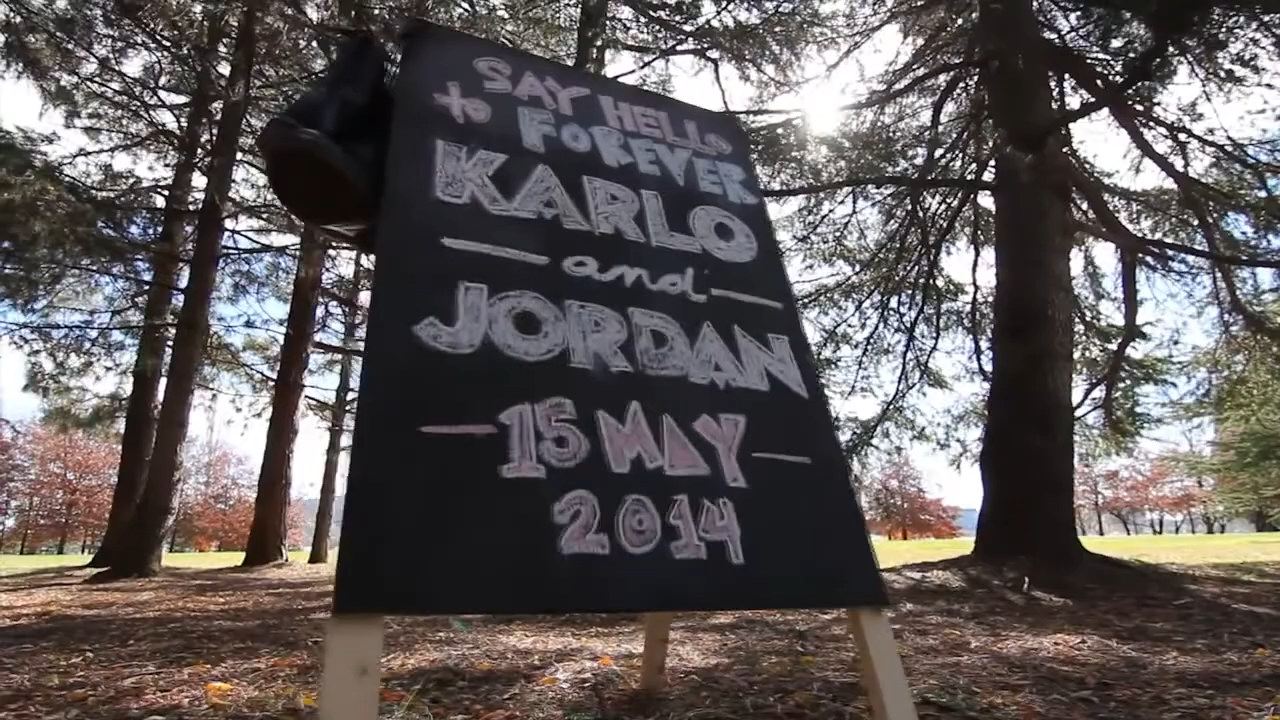 SAY HELLO
to FOREVER
KARLO
and
JORDAN
15 MAY
2014